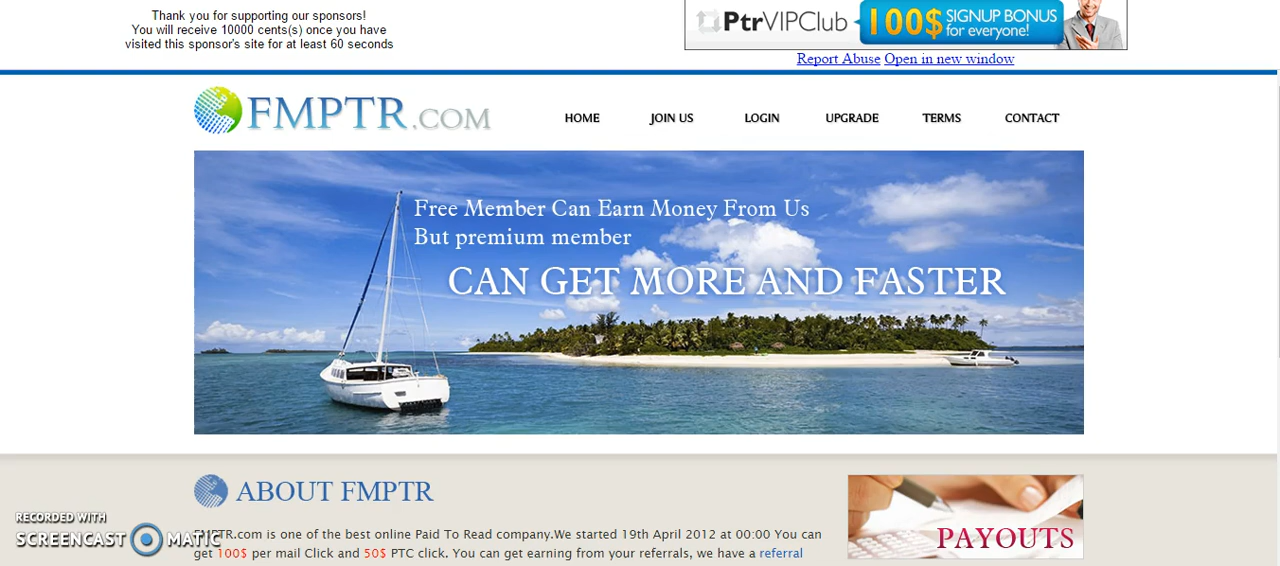 Thank you for supporting our sponsors!
You will receive 10000 cents(s) once you have
visited this sponsor's site for at least 60 seconds
PtrVIPClub 100$ SIGNUP BONUS
for everyone!
Report Abuse Open in new window
FMPTR.COM
HOME JOIN US LOGIN UPGRADE TERMS CONTACT
Free Member Can Earn Money From Us
But premium member
CAN GET MORE AND FASTER
ABOUT FMPTR
PAYOUTS
FMPTR.com is one of the best online Paid To Read company.We started 19th April 2012 at 00:00 You can
get 100$ per mail Click and 50$ PTC click. You can get earning from your referrals, we have a referral
RECORDED WITH
SCREENCAST MATIC